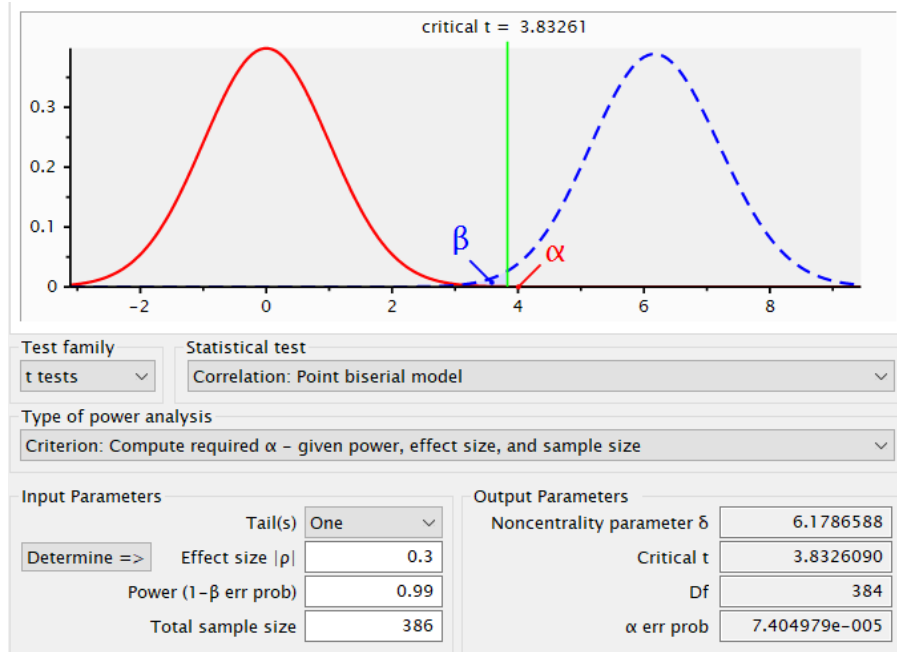 critical t = 3.83261
0.3
0.2
β
α
0.1
0
−2 0 2 4 6 8
Test family Statistical test
t tests Correlation: Point biserial model
Type of power analysis
Criterion: Compute required α – given power, effect size, and sample size
Input Parameters Output Parameters
Tail(s) One Noncentrality parameter δ 6.1786588
Determine => Effect size |ρ| 0.3 Critical t 3.8326090
Power (1–β err prob) 0.99 Df 384
Total sample size 386 α err prob 7.404979e-005